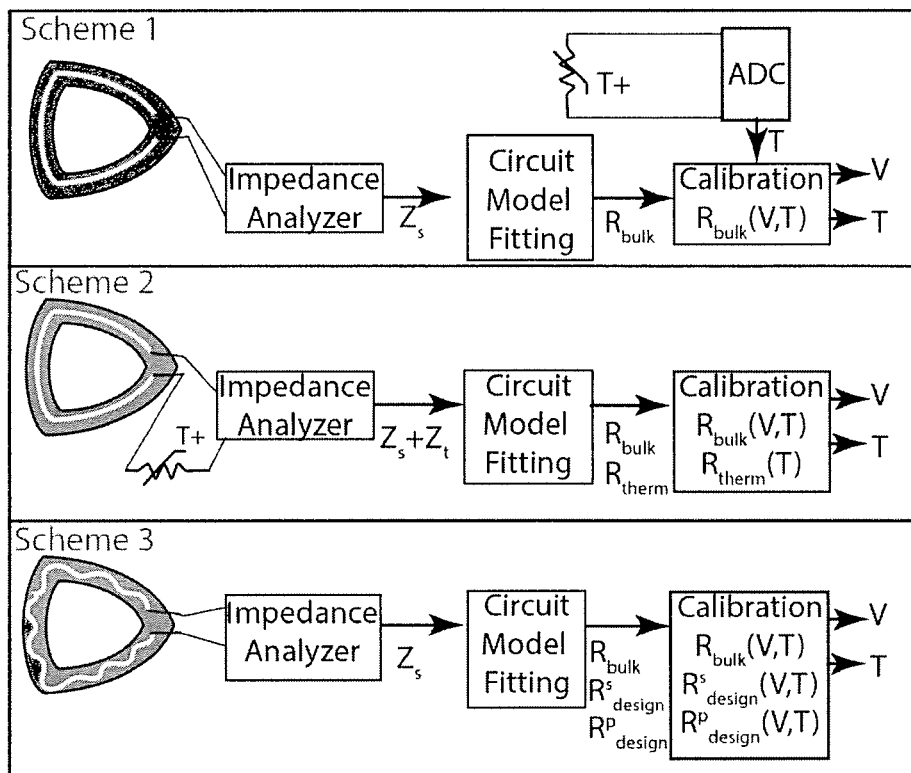 Scheme 1
T+
ADC
T
Impedance
Analyzer
Z_s
Circuit
Model
Fitting
R_bulk
Calibration
R_bulk(V,T)
V
T
Scheme 2
T+
Impedance
Analyzer
Z_s+Z_t
Circuit
Model
Fitting
R_bulk
R_therm
Calibration
R_bulk(V,T)
R_therm(T)
V
T
Scheme 3
Impedance
Analyzer
Z_s
Circuit
Model
Fitting
R_bulk
R^s_design
R^p_design
Calibration
R_bulk(V,T)
R^s_design(V,T)
R^p_design(V,T)
V
T